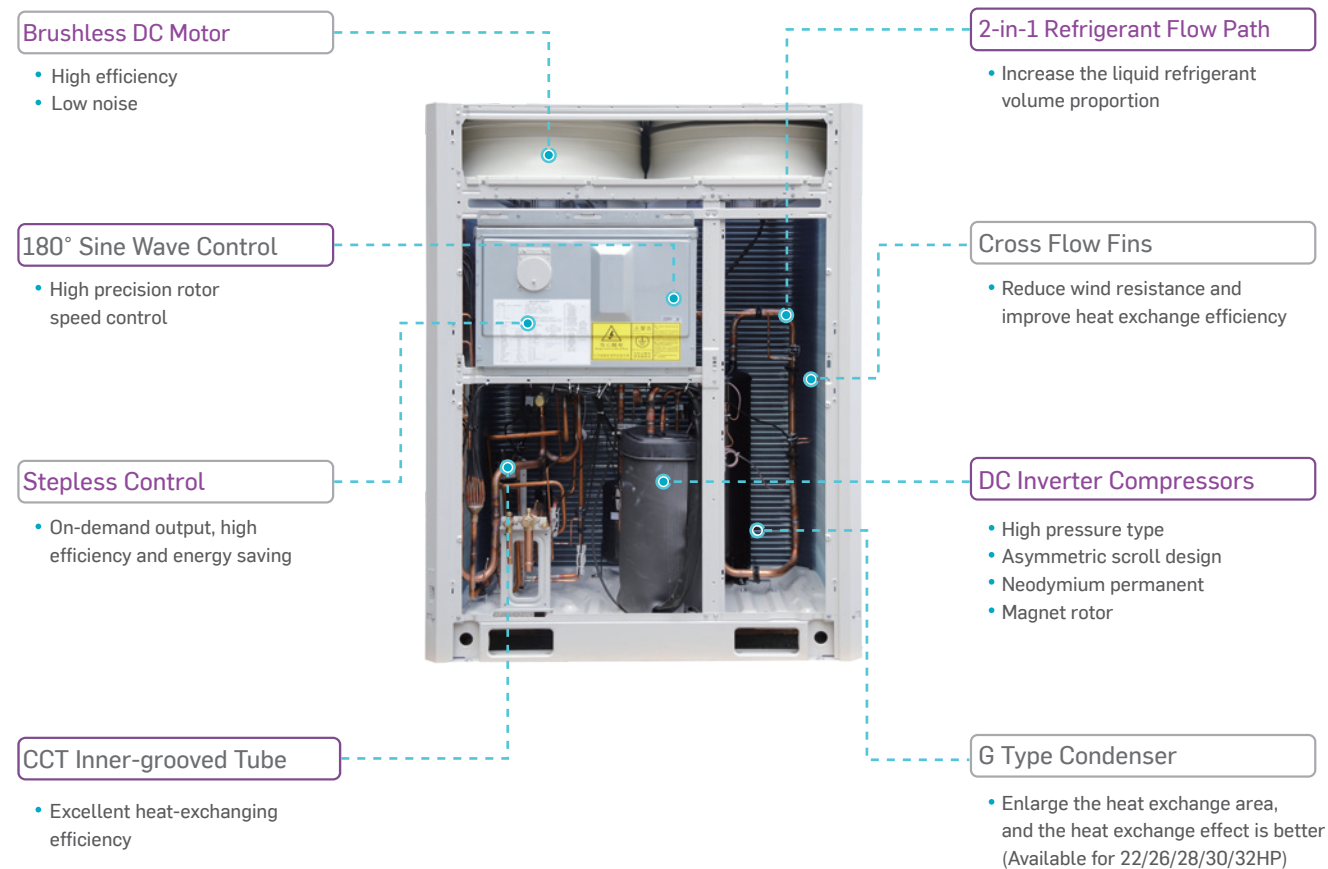 Brushless DC Motor
• High efficiency
• Low noise
180° Sine Wave Control
• High precision rotor
speed control
Stepless Control
• On-demand output, high
efficiency and energy saving
CCT Inner-grooved Tube
• Excellent heat-exchanging
efficiency
2-in-1 Refrigerant Flow Path
• Increase the liquid refrigerant
volume proportion
Cross Flow Fins
• Reduce wind resistance and
improve heat exchange efficiency
DC Inverter Compressors
• High pressure type
• Asymmetric scroll design
• Neodymium permanent
• Magnet rotor
G Type Condenser
• Enlarge the heat exchange area,
and the heat exchange effect is better
(Available for 22/26/28/30/32HP)